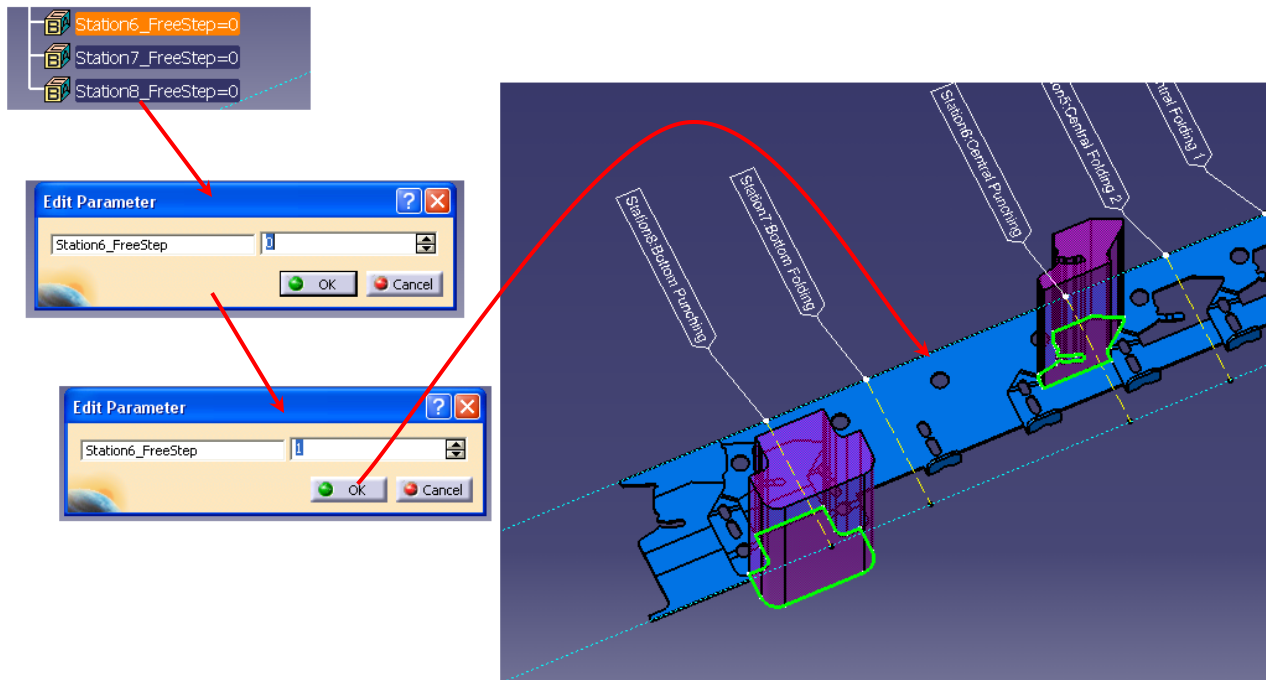 Station6_FreeStep=0
Station7_FreeStep=0
Station8_FreeStep=0
Edit Parameter
Station6_FreeStep
0
OK
Cancel
Edit Parameter
Station6_FreeStep
1
OK
Cancel
Station8:Bottom Punching
Station7:Bottom Folding
Station6:Central Punching
Central Folding 2
Folding 1